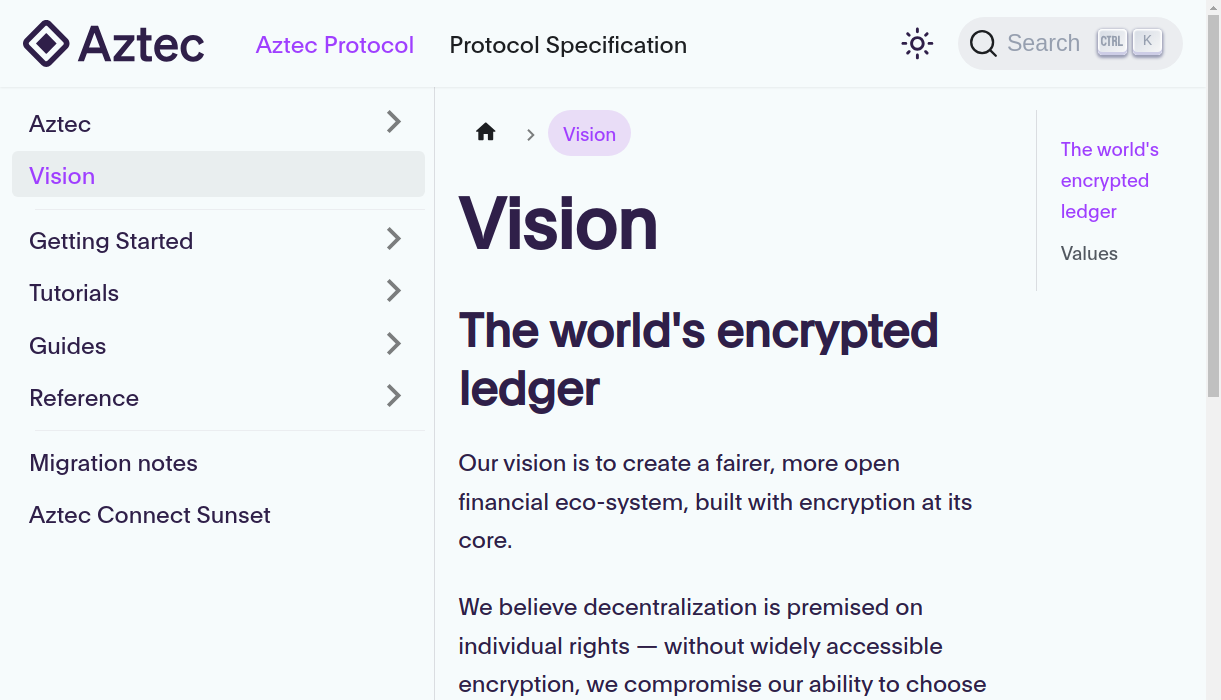 Aztec
Aztec Protocol
Protocol Specification
Search
CTRL
K
Aztec
Vision
Getting Started
Tutorials
Guides
Reference
Migration notes
Aztec Connect Sunset
Vision
Vision
The world's encrypted
ledger
Our vision is to create a fairer, more open
financial eco-system, built with encryption at its
core.
We believe decentralization is premised on
individual rights — without widely accessible
encryption, we compromise our ability to choose
The world's
encrypted
ledger
Values